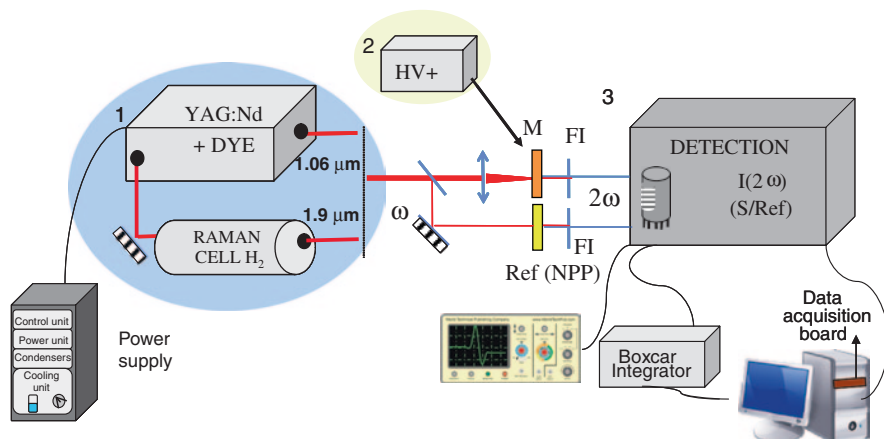 2
HV+
1
YAG:Nd
+ DYE
1.06 μm
1.9 μm
RAMAN
CELL H2
ω
M
FI
2ω
FI
Ref (NPP)
3
DETECTION
I(2 ω)
(S/Ref)
Control unit
Power unit
Condensers
Cooling
unit
Power
supply
Boxcar
Integrator
Data
acquisition
board